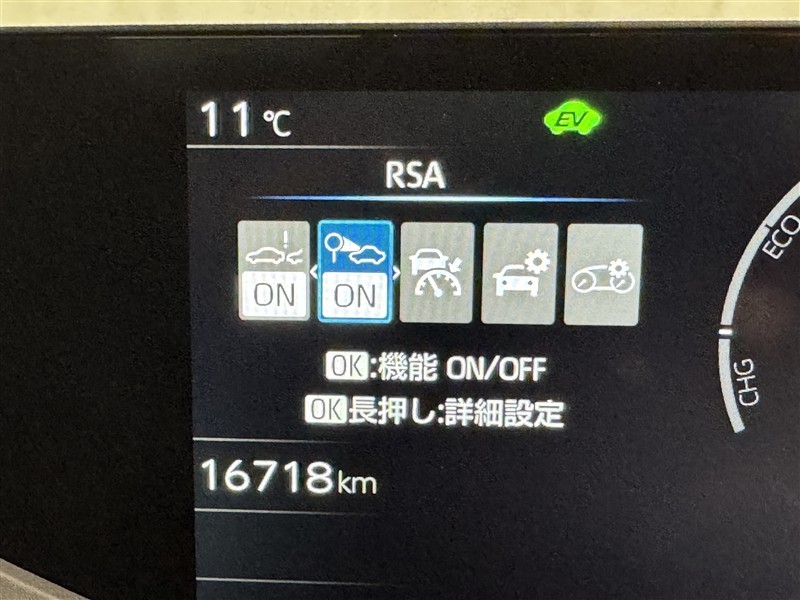 11 ℃
EV
RSA
ON ON
OK:機能 ON/OFF
OK長押し:詳細設定
16718km
ECO
CHG